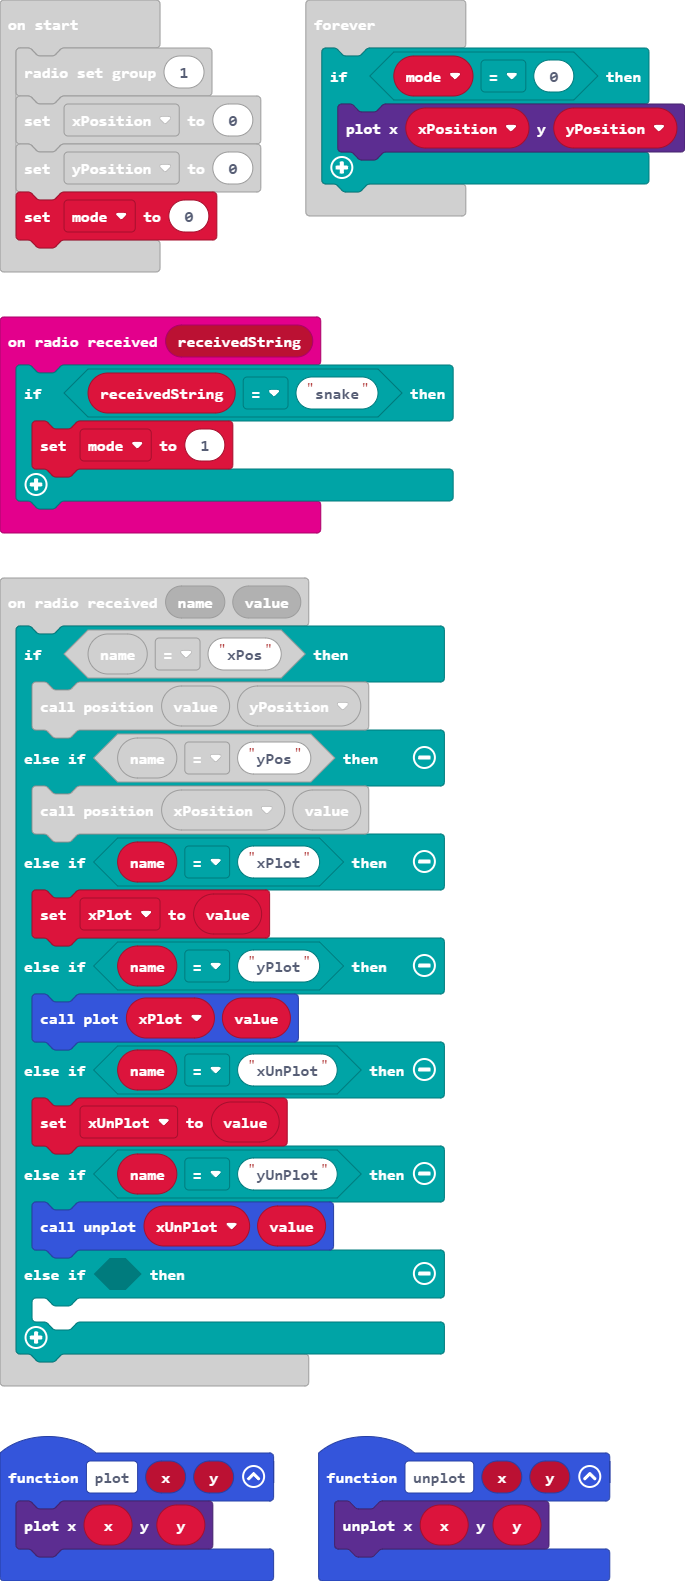 on start
radio set group 1
set xPosition to 0
set yPosition to 0
set mode to 0
forever
if mode = 0 then
plot x xPosition y yPosition
on radio received receivedString
if receivedString = "snake" then
set mode to 1
on radio received name value
if name = "xPos" then
call position value yPosition
else if name = "yPos" then
call position xPosition value
else if name = "xPlot" then
set xPlot to value
else if name = "yPlot" then
call plot xPlot value
else if name = "xUnPlot" then
set xUnPlot to value
else if name = "yUnPlot" then
call unplot xUnPlot value
else if then
function plot x y
plot x x y y
function unplot x y
unplot x x y y